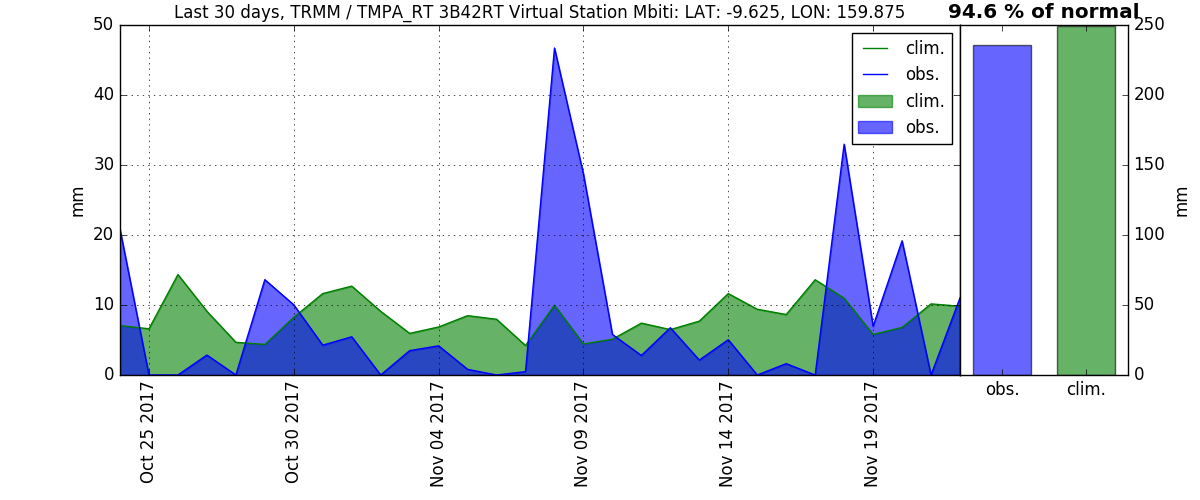 Last 30 days, TRMM / TMPA_RT 3B42RT Virtual Station Mbiti: LAT: -9.625, LON: 159.875
94.6 % of normal
50
40
30
20
10
0
mm
clim.
obs.
clim.
obs.
250
200
150
100
50
0
mm
obs.
clim.
Oct 25 2017
Oct 30 2017
Nov 04 2017
Nov 09 2017
Nov 14 2017
Nov 19 2017